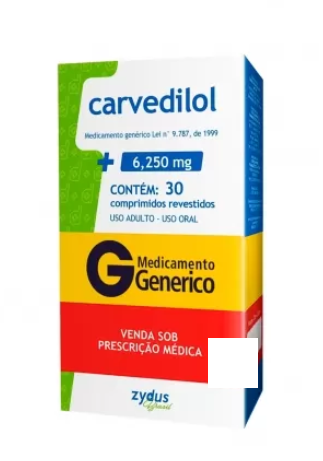 carvedilol
Medicamento genérico Lei n° 9.787, de 1999
+ 6,250 mg
CONTÉM: 30
comprimidos revestidos
USO ADULTO - USO ORAL
G Medicamento
Generico
VENDA SOB
PRESCRIÇÃO MÉDICA
zydus